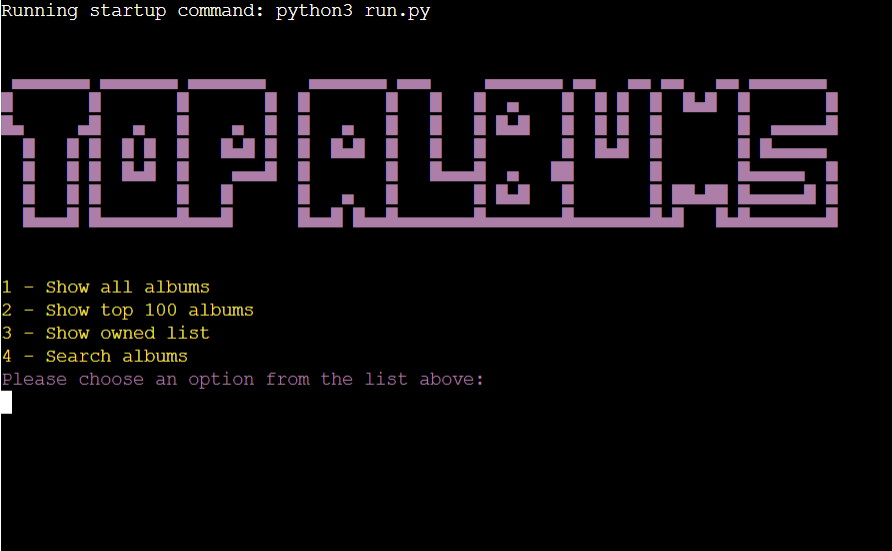 Running startup command: python3 run.py
TOP ALBUMS
1 - Show all albums
2 - Show top 100 albums
3 - Show owned list
4 - Search albums
Please choose an option from the list above: